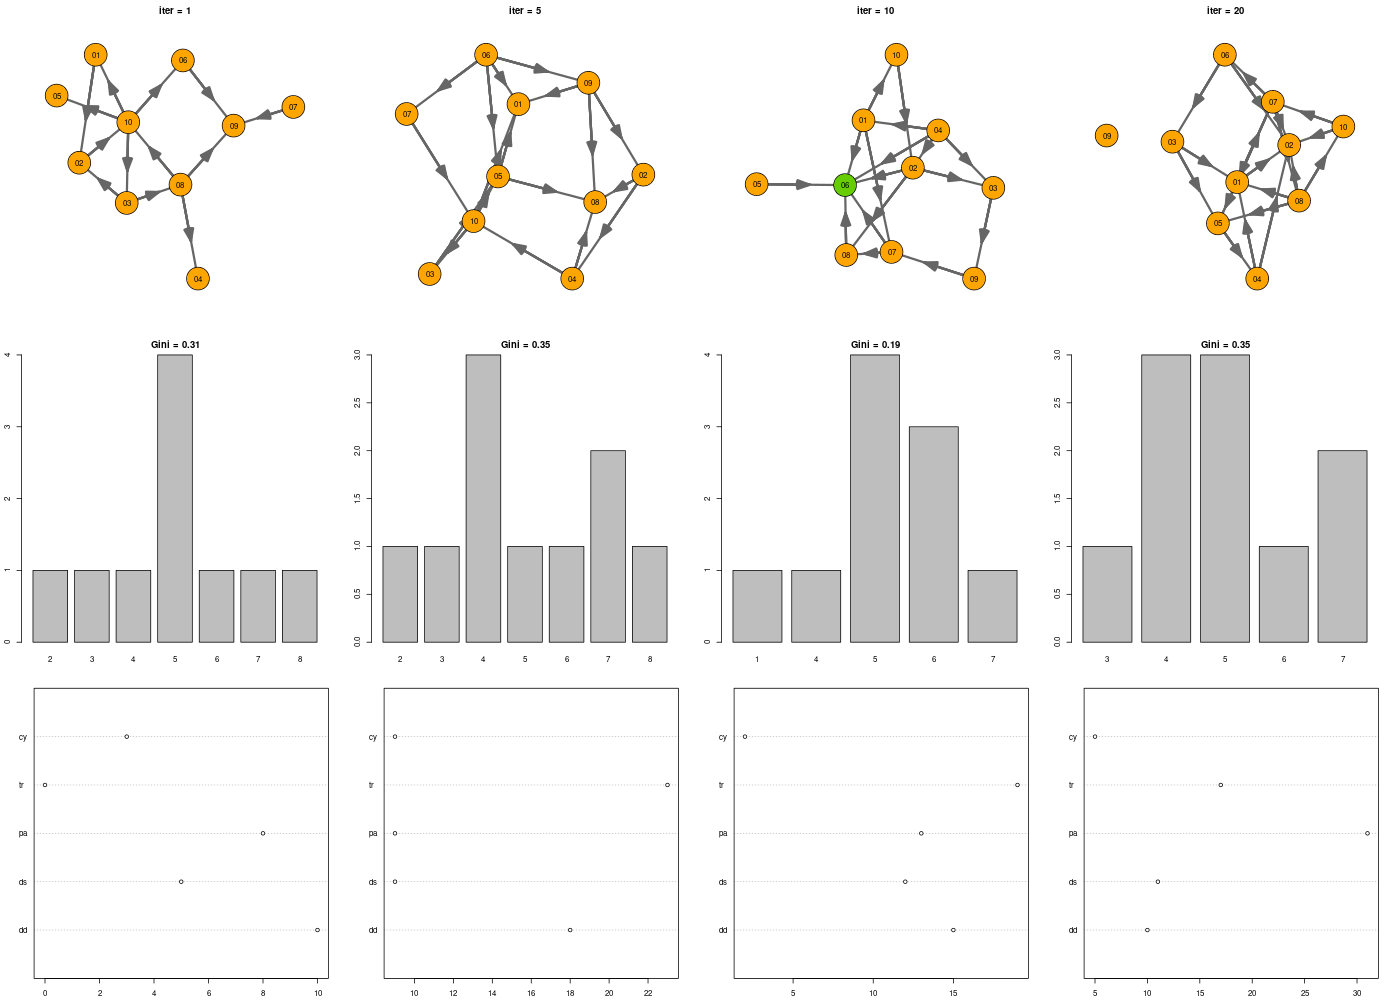 iter = 1
iter = 5
iter = 10
iter = 20
01
05
10
06
09
07
02
03
08
04
06
09
01
07
05
02
08
10
03
04
10
01
04
02
05
06
03
08
07
09
06
07
10
09
03
02
01
08
05
04
Gini = 0.31
0 1 2 3 4
2 3 4 5 6 7 8
Gini = 0.35
0.0 0.5 1.0 1.5 2.0 2.5 3.0
2 3 4 5 6 7 8
Gini = 0.19
0 1 2 3 4
1 4 5 6 7
Gini = 0.35
0.0 0.5 1.0 1.5 2.0 2.5 3.0
3 4 5 6 7
cy
tr
pa
ds
dd
0 2 4 6 8 10
cy
tr
pa
ds
dd
10 12 14 16 18 20 22
cy
tr
pa
ds
dd
5 10 15
cy
tr
pa
ds
dd
5 10 15 20 25 30